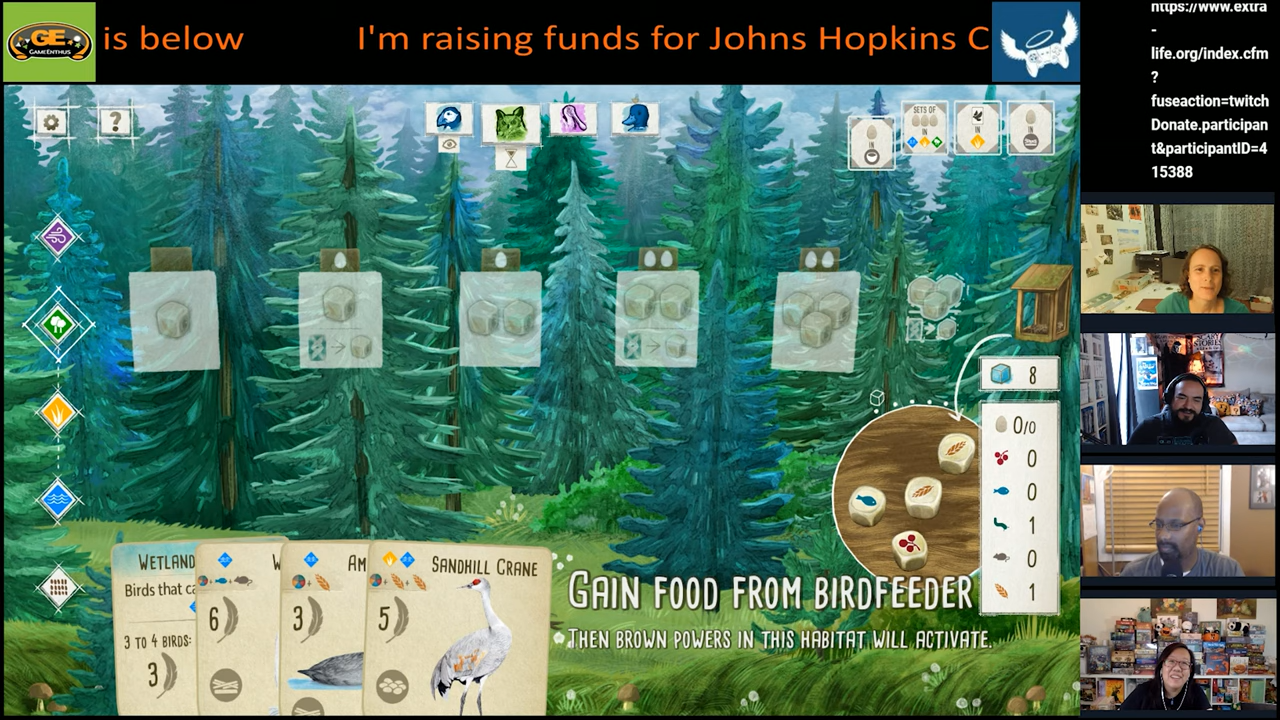 GE
GAMEENTHUS
is below
I'm raising funds for Johns Hopkins C
https://www.extra
-
life.org/index.cfm
?
fuseaction=twitch
Donate.participan
t&participantID=4
15388
?
SETS OF
IN
IN
IN
IN
8
0/0
0
0
1
0
1
WETLAND
Birds that ca
3 TO 4 BIRDS:
3
W
6
AM
3
SANDHILL CRANE
5
GAIN FOOD FROM BIRDFEEDER
THEN BROWN POWERS IN THIS HABITAT WILL ACTIVATE.